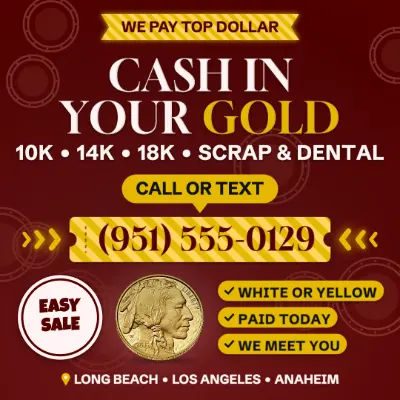 WE PAY TOP DOLLAR
CASH IN
YOUR GOLD
10K • 14K • 18K • SCRAP & DENTAL
CALL OR TEXT
(951) 555-0129
EASY
SALE
WHITE OR YELLOW
PAID TODAY
WE MEET YOU
LONG BEACH • LOS ANGELES • ANAHEIM